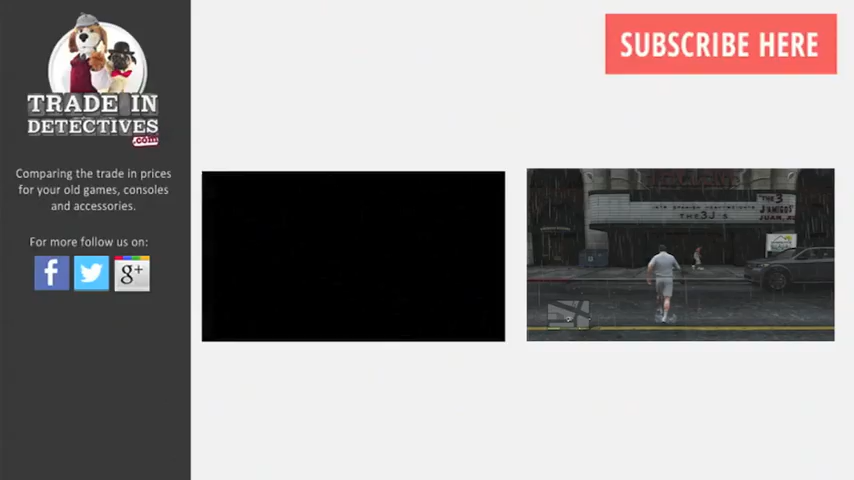 TRADE IN
DETECTIVES
.com
Comparing the trade in prices
for your old games, consoles
and accessories.
For more follow us on:
f
g+
SUBSCRIBE HERE
THE 3J'S